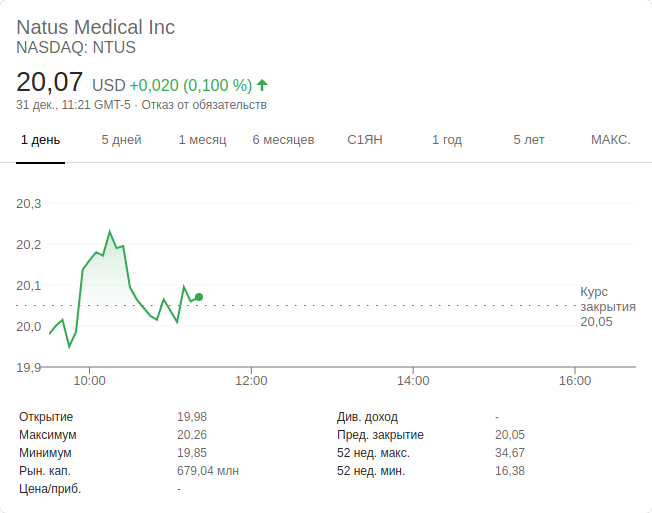 Natus Medical Inc
NASDAQ: NTUS
20,07 USD +0,020 (0,100 %)
31 дек., 11:21 GMT-5 · Отказ от обязательств
1 день 5 дней 1 месяц 6 месяцев С1ЯН 1 год 5 лет МАКС.
20,3
20,2
20,1
20,0
19,9
Курс
закрытия
20,05
10:00 12:00 14:00 16:00
Открытие 19,98 Див. доход -
Максимум 20,26 Пред. закрытие 20,05
Минимум 19,85 52 нед. макс. 34,67
Рын. кап. 679,04 млн 52 нед. мин. 16,38
Цена/приб. -